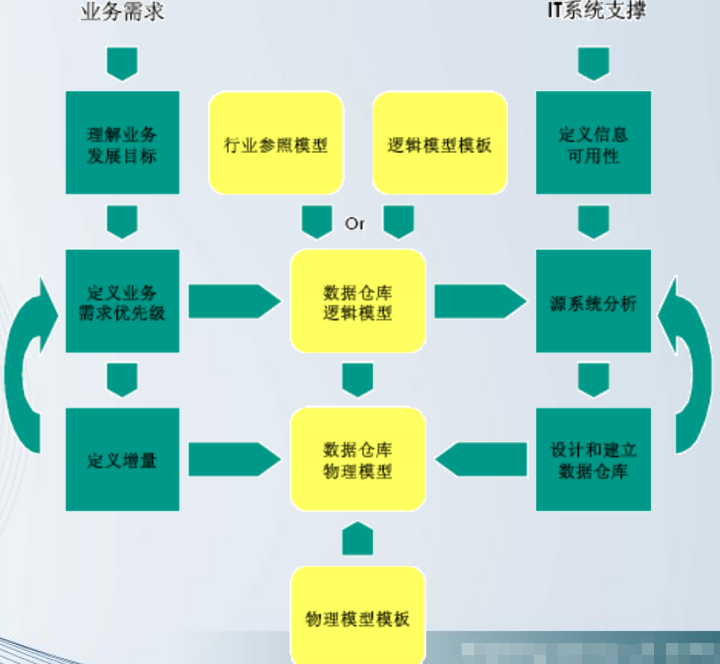 业务需求
IT系统支撑
理解业务
发展目标
行业参照模型
逻辑模型模板
定义信息
可用性
Or
定义业务
需求优先级
数据仓库
逻辑模型
源系统分析
定义增量
数据仓库
物理模型
设计和建立
数据仓库
物理模型模板